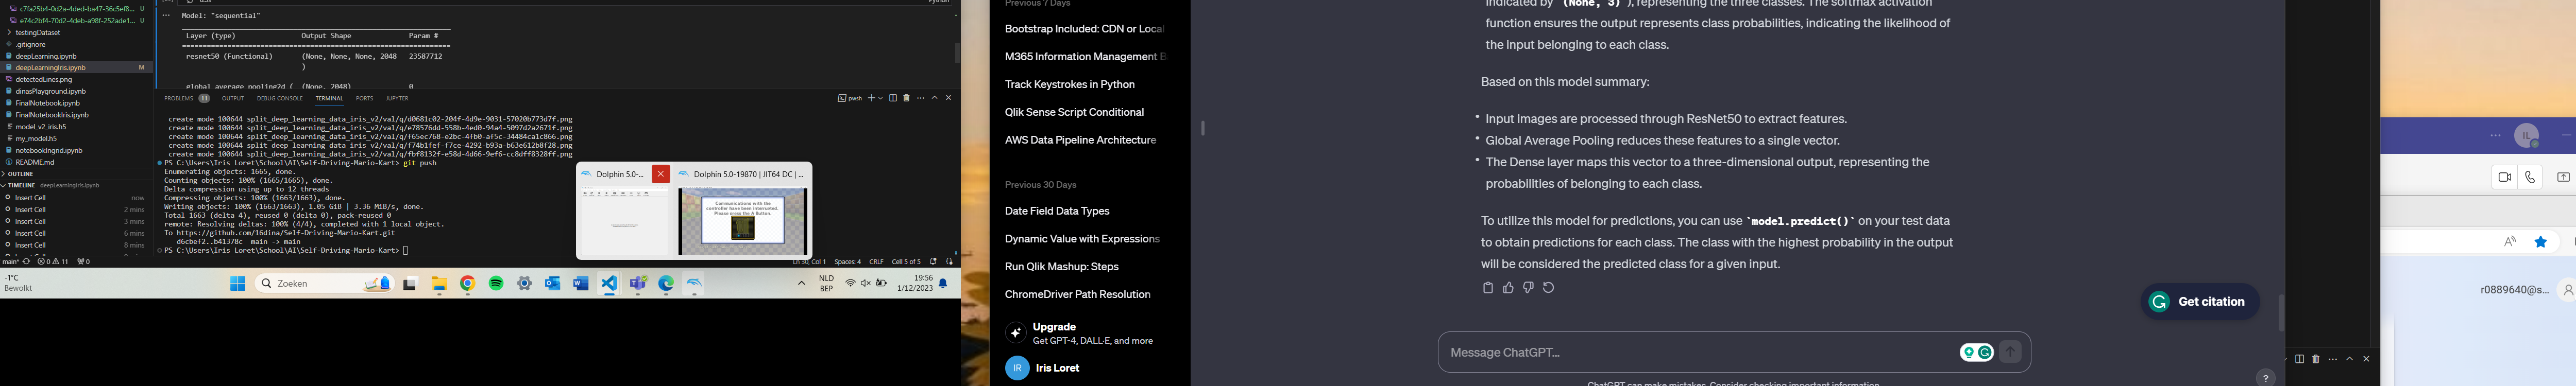 c7fa25b4-0d2a-4ded-ba47-36c5ef8... U
e74c2bf4-70d2-4deb-a98f-252ade1... U
testingDataset
.gitignore
deepLearning.ipynb
deepLearningIris.ipynb M
detectedLines.png
dinasPlayground.ipynb
FinalNotebook.ipynb
FinalNotebookIris.ipynb
model_v2_iris.h5
my_model.h5
notebookIngrid.ipynb
README.md
OUTLINE
TIMELINE deepLearningIris.ipynb
Insert Cell now
Insert Cell 2 mins
Insert Cell 3 mins
Insert Cell 6 mins
Insert Cell 8 mins
main* 0 11 0
Python
Model: "sequential"
Layer (type) Output Shape Param #
resnet50 (Functional) (None, None, None, 2048 23587712
)
global_average_pooling2d ( (None, 2048) 0
PROBLEMS 11 OUTPUT DEBUG CONSOLE TERMINAL PORTS JUPYTER
pwsh
create mode 100644 split_deep_learning_data_iris_v2/val/q/d0681c02-204f-4d9e-9031-57020b773d7f.png
create mode 100644 split_deep_learning_data_iris_v2/val/q/e78576dd-558b-4ed0-94a4-5097d2a2671f.png
create mode 100644 split_deep_learning_data_iris_v2/val/q/f65ec768-e2bc-4fb0-af5c-34484ca1c866.png
create mode 100644 split_deep_learning_data_iris_v2/val/q/f74b1fef-f7ce-4292-b93a-b63e612b8f28.png
create mode 100644 split_deep_learning_data_iris_v2/val/q/fbf8132f-e58d-4d66-9ef6-cc8dff8328ff.png
PS C:\Users\Iris Loret\School\AI\Self-Driving-Mario-Kart> git push
Enumerating objects: 1665, done.
Counting objects: 100% (1665/1665), done.
Delta compression using up to 12 threads
Compressing objects: 100% (1663/1663), done.
Writing objects: 100% (1663/1663), 1.05 GiB | 3.36 MiB/s, done.
Total 1663 (delta 4), reused 0 (delta 0), pack-reused 0
remote: Resolving deltas: 100% (4/4), completed with 1 local object.
To https://github.com/16dina/Self-Driving-Mario-Kart.git
d6cbef2..b41378c main -> main
PS C:\Users\Iris Loret\School\AI\Self-Driving-Mario-Kart>
Dolphin 5.0-...
Dolphin 5.0-19870 | JIT64 DC | ...
Communications with the
controller have been interrupted.
Please press the A Button.
Ln 30, Col 1 Spaces: 4 CRLF Cell 5 of 5
-1°C
Bewolkt
Zoeken
NLD
BEP
19:56
1/12/2023
Previous 7 Days
Bootstrap Included: CDN or Local
M365 Information Management B
Track Keystrokes in Python
Qlik Sense Script Conditional
AWS Data Pipeline Architecture
Previous 30 Days
Date Field Data Types
Dynamic Value with Expressions
Run Qlik Mashup: Steps
ChromeDriver Path Resolution
Upgrade
Get GPT-4, DALL·E, and more
IR Iris Loret
indicated by `(None, 3)`), representing the three classes. The softmax activation
function ensures the output represents class probabilities, indicating the likelihood of
the input belonging to each class.
Based on this model summary:
• Input images are processed through ResNet50 to extract features.
• Global Average Pooling reduces these features to a single vector.
• The Dense layer maps this vector to a three-dimensional output, representing the
probabilities of belonging to each class.
To utilize this model for predictions, you can use `model.predict()` on your test data
to obtain predictions for each class. The class with the highest probability in the output
will be considered the predicted class for a given input.
Get citation
Message ChatGPT...
ChatGPT can make mistakes. Consider checking important information.
?
IL
r0889640@s...